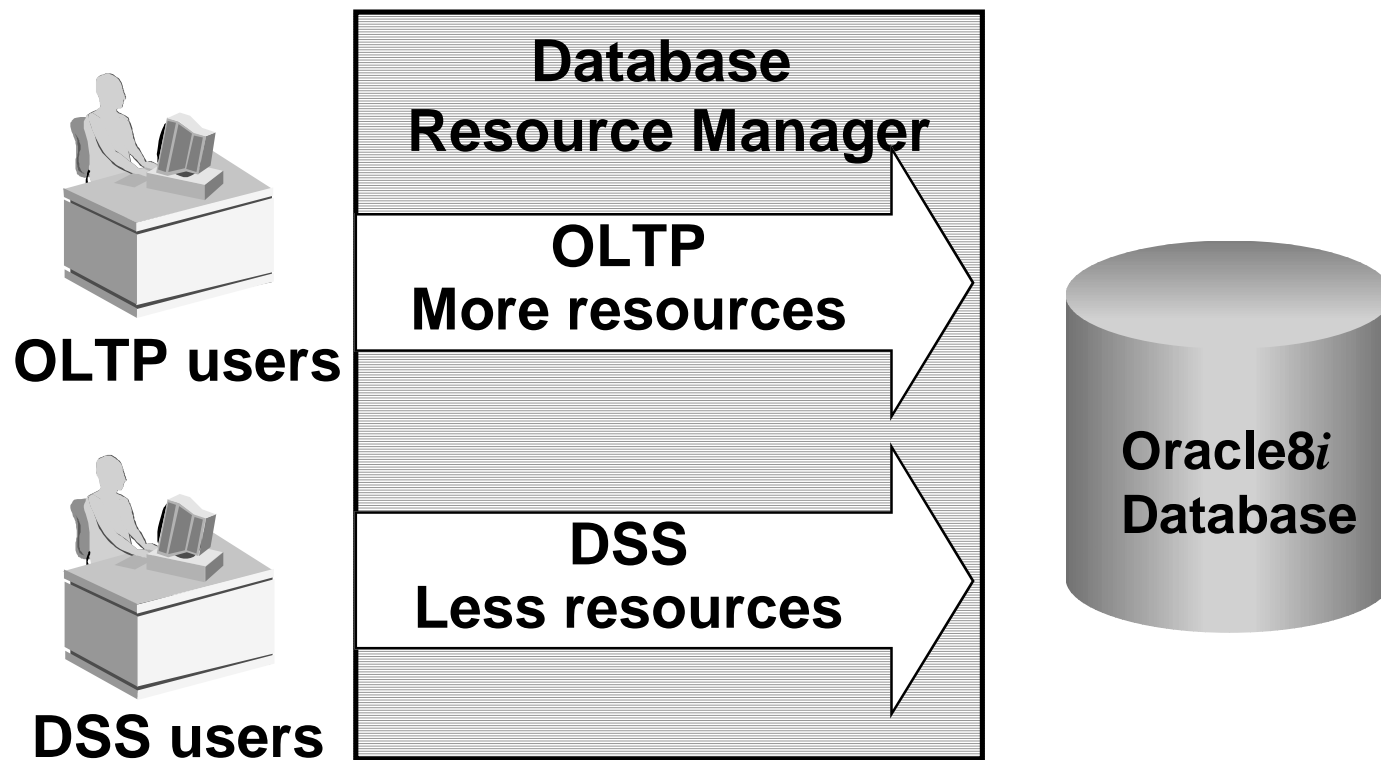 Database
Resource Manager
OLTP
More resources
OLTP users
DSS
Less resources
DSS users
Oracle8i
Database